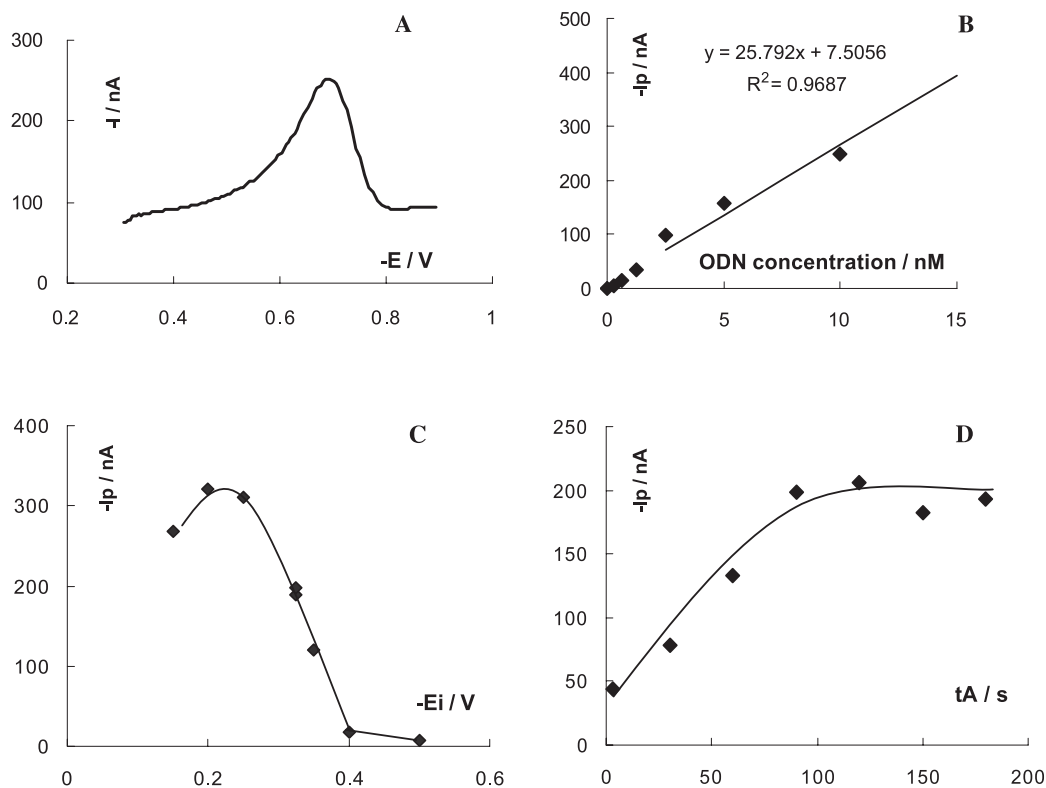 A
-I / nA
300
200
100
0
0.2 0.4 0.6 0.8 1
-E / V
B
-Ip / nA
y = 25.792x + 7.5056
R² = 0.9687
500
400
300
200
100
0
0 5 10 15
ODN concentration / nM
C
-Ip / nA
400
300
200
100
0
0 0.2 0.4 0.6
-Ei / V
D
-Ip / nA
250
200
150
100
50
0
0 50 100 150 200
tA / s